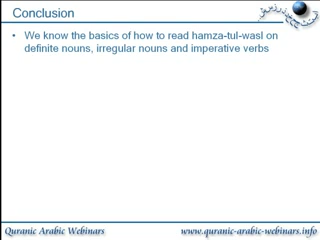 Conclusion
• We know the basics of how to read hamza-tul-wasl on
definite nouns, irregular nouns and imperative verbs
Quranic Arabic Webinars
www.quranic-arabic-webinars.info